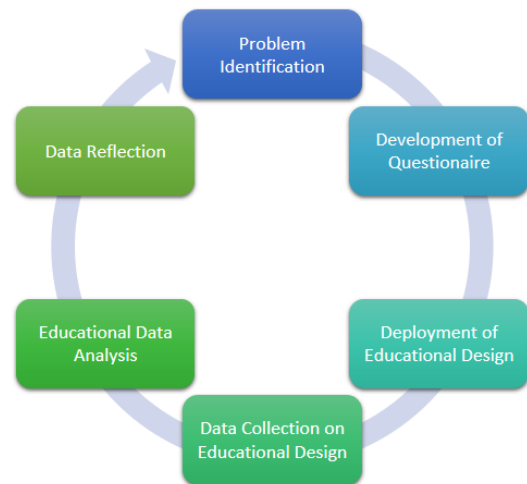 Problem
Identification
Development of
Questionaire
Deployment of
Educational Design
Data Collection on
Educational Design
Educational Data
Analysis
Data Reflection